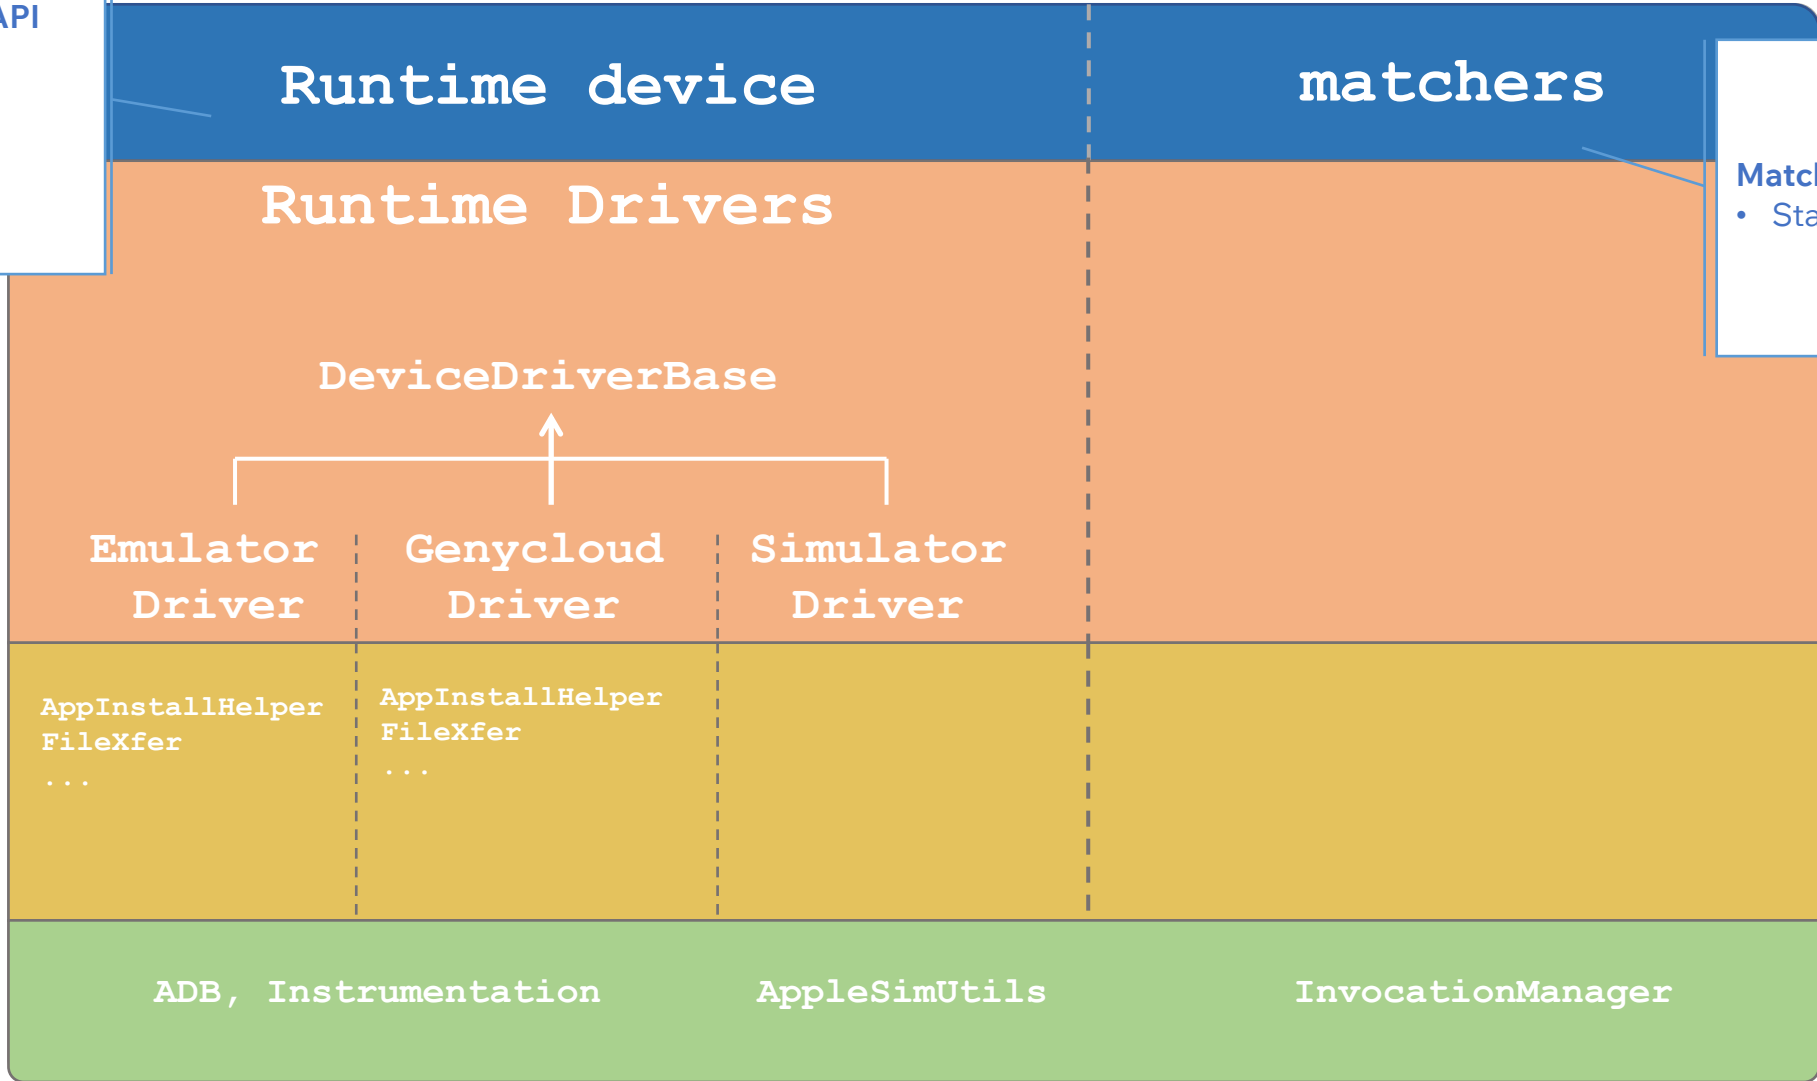 API
Runtime device
matchers
Runtime Drivers
Match
• Sta
DeviceDriverBase
Emulator
Driver
Genycloud
Driver
Simulator
Driver
AppInstallHelper
FileXfer
...
AppInstallHelper
FileXfer
...
ADB, Instrumentation
AppleSimUtils
InvocationManager